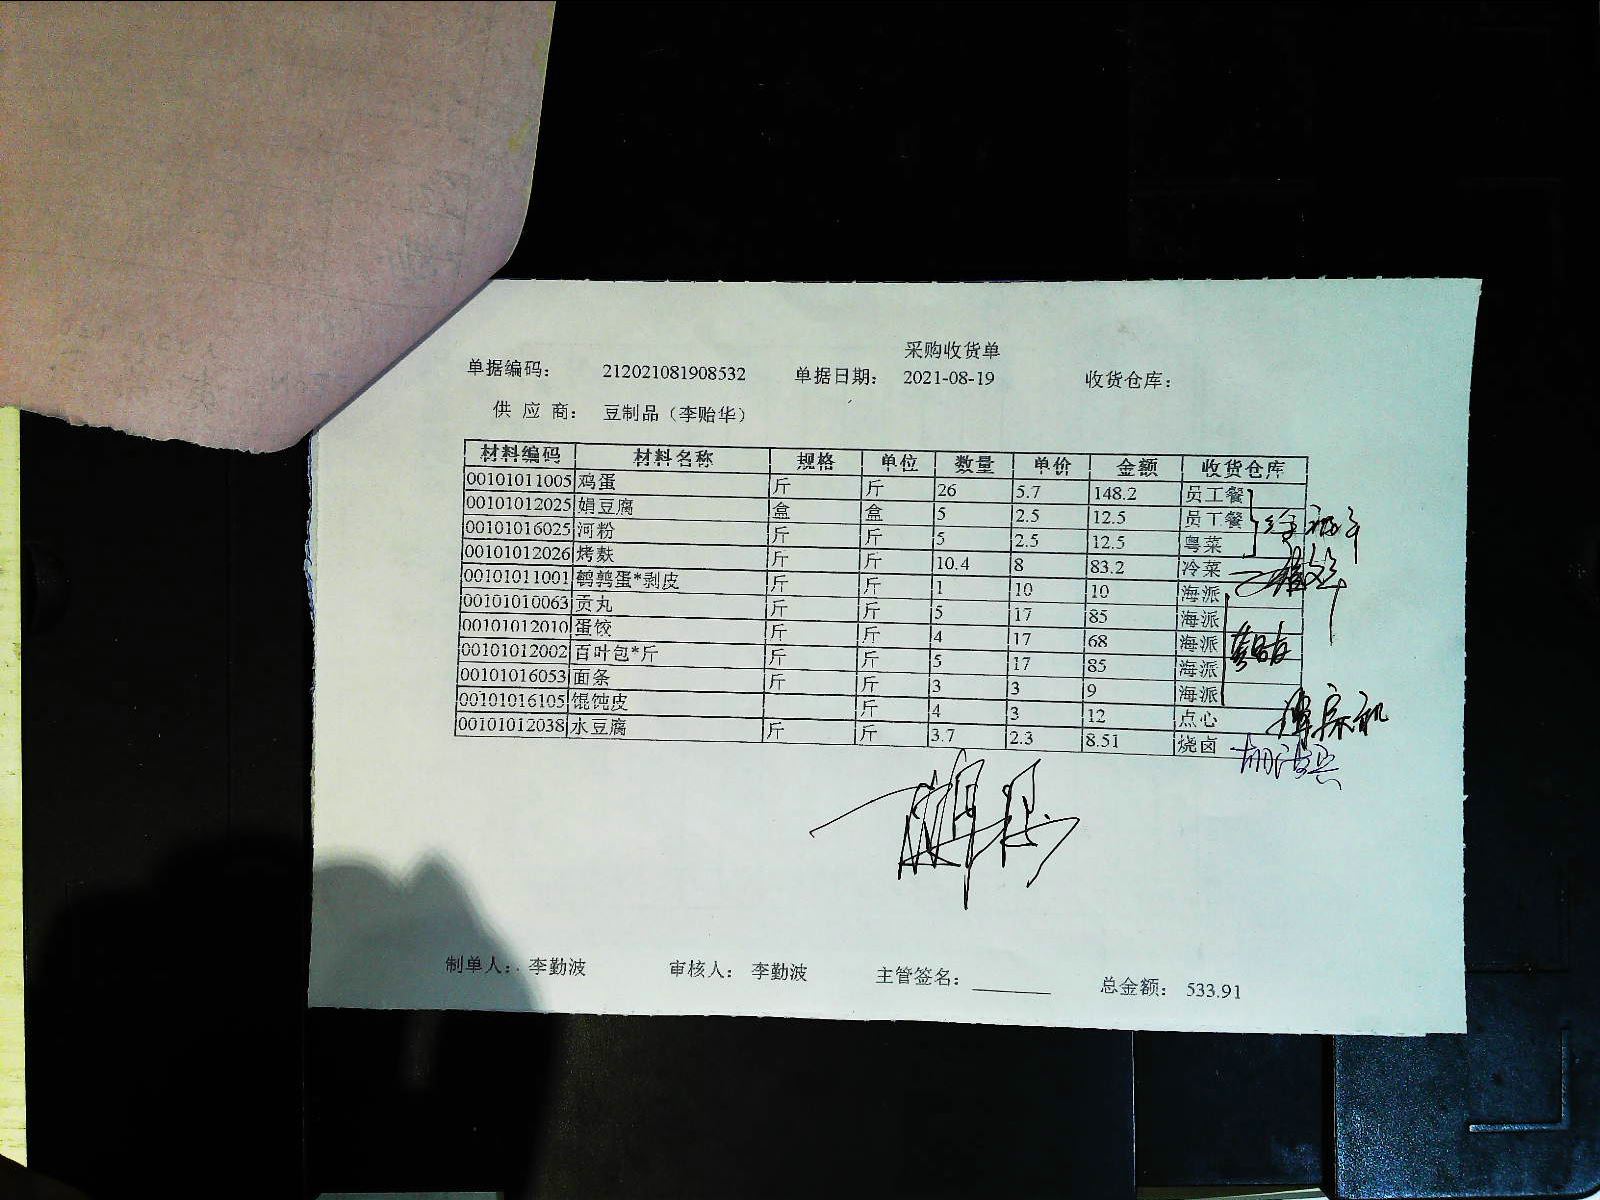 采购收货单
单据编码： 212021081908532 单据日期： 2021-08-19 收货仓库：
供 应 商： 豆制品（李贻华）
材料编码 材料名称 规格 单位 数量 单价 金额 收货仓库
00101011005 鸡蛋 斤 斤 26 5.7 148.2 员工餐
00101012025 娟豆腐 盒 盒 5 2.5 12.5 员工餐
00101016025 河粉 斤 斤 5 2.5 12.5 粤菜
00101012026 烤麸 斤 斤 10.4 8 83.2 冷菜
00101011001 鹌鹑蛋*剥皮 斤 斤 1 10 10 海派
00101010063 贡丸 斤 斤 5 17 85 海派
00101012010 蛋饺 斤 斤 4 17 68 海派
00101012002 百叶包*斤 斤 斤 5 17 85 海派
00101016053 面条 斤 斤 3 3 9 海派
00101016105 馄饨皮 斤 4 3 12 点心
00101012038 水豆腐 斤 斤 3.7 2.3 8.51 烧卤
制单人： 李勤波 审核人： 李勤波 主管签名： 总金额： 533.91